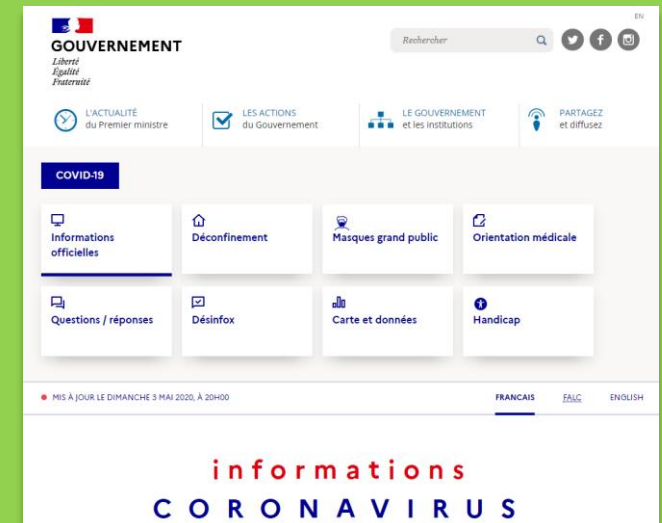 EN
GOUVERNEMENT
Liberté
Égalité
Fraternité
Rechercher
L'ACTUALITÉ
du Premier ministre
LES ACTIONS
du Gouvernement
LE GOUVERNEMENT
et les institutions
PARTAGEZ
et diffusez
COVID-19
Informations
officielles
Déconfinement
Masques grand public
Orientation médicale
Questions / réponses
Désinfox
Carte et données
Handicap
MIS À JOUR LE DIMANCHE 3 MAI 2020, À 20H00
FRANCAIS FALC ENGLISH
informations
CORONAVIRUS